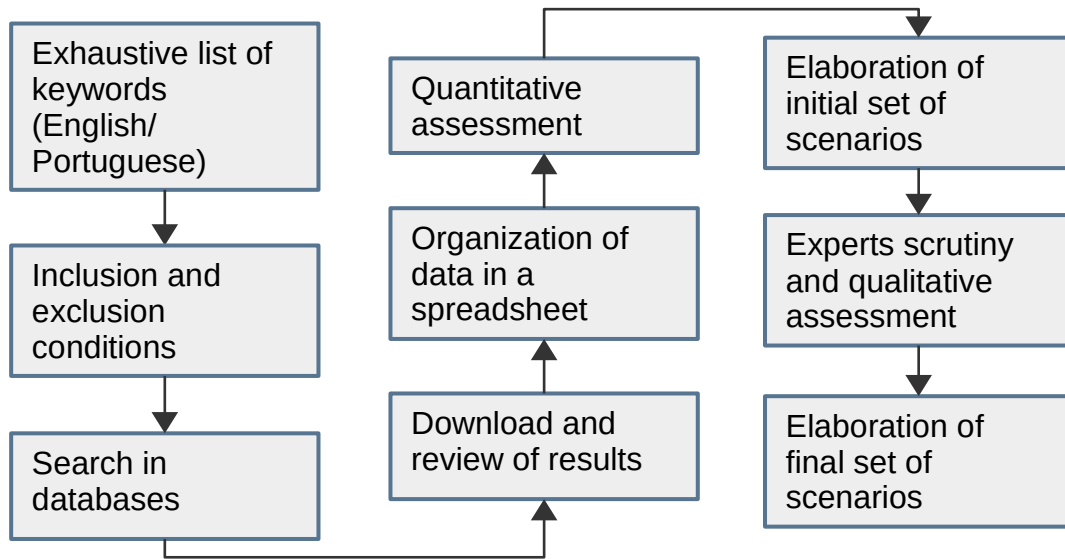 Exhaustive list of
keywords
(English/
Portuguese)
Inclusion and
exclusion
conditions
Search in
databases
Download and
review of results
Organization of
data in a
spreadsheet
Quantitative
assessment
Elaboration of
initial set of
scenarios
Experts scrutiny
and qualitative
assessment
Elaboration of
final set of
scenarios